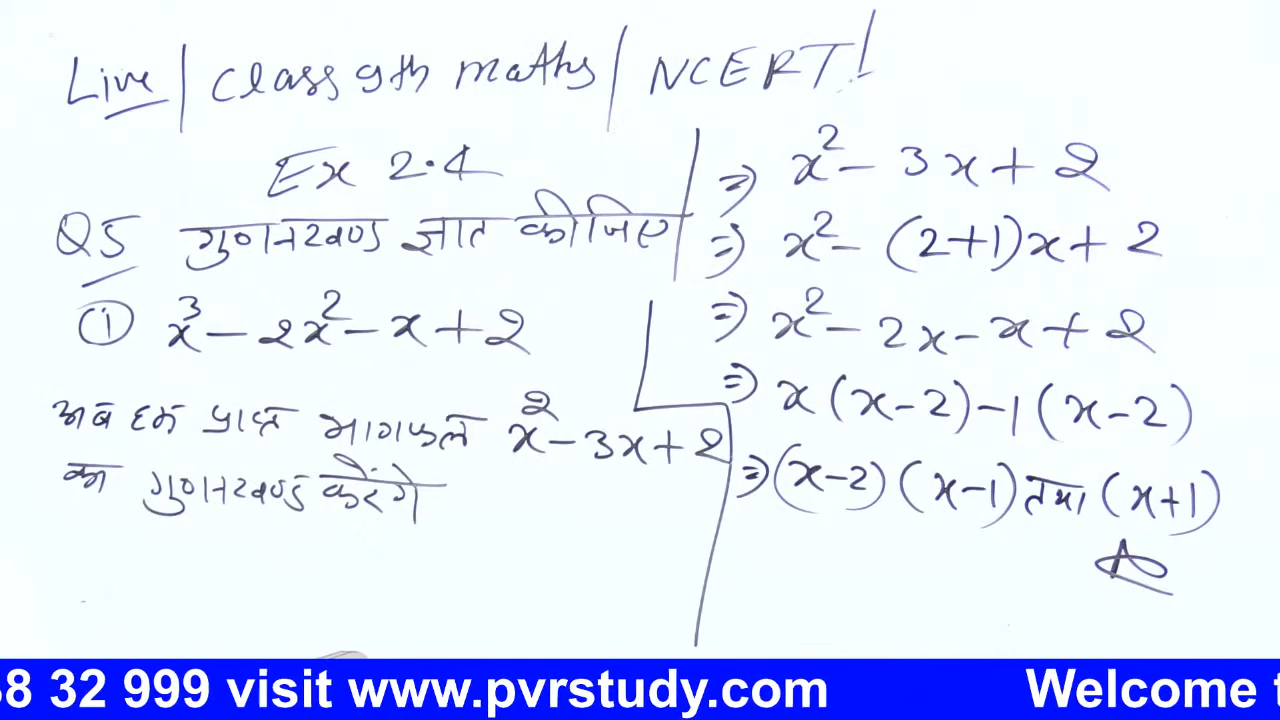 Live / Class 9th maths / NCERT!
Ex 2.4
Q5 गुणनखण्ड ज्ञात कीजिए
① x³ - 2x² - x + 2
अब हम प्राप्त भागफल x² - 3x + 2
का गुणनखण्ड करेंगे
⇒ x² - 3x + 2
⇒ x² - (2+1)x + 2
⇒ x² - 2x - x + 2
⇒ x(x-2) -1(x-2)
⇒ (x-2)(x-1) तथा (x+1)
8 32 999 visit www.pvrstudy.com Welcome t